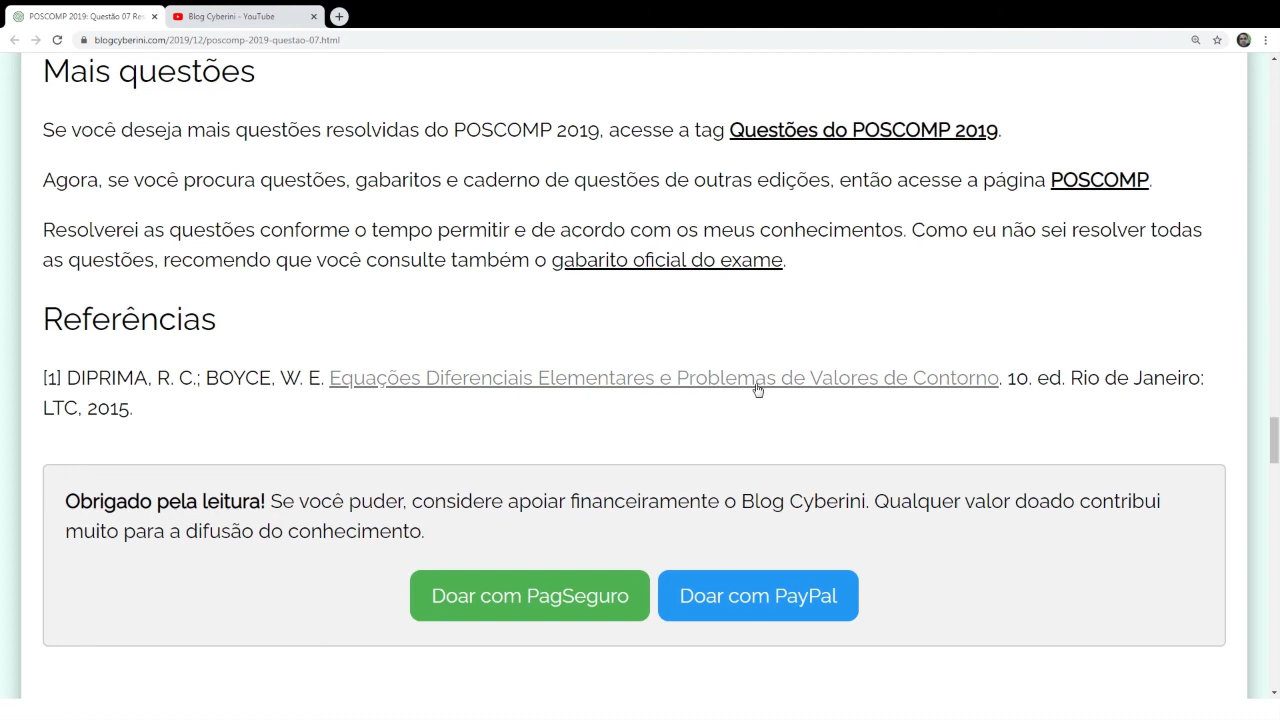 POSCOMP 2019: Questão 07 Res
Blog Cyberini - YouTube
blogcyberini.com/2019/12/poscomp-2019-questao-07.html
Mais questões
Se você deseja mais questões resolvidas do POSCOMP 2019, acesse a tag Questões do POSCOMP 2019.
Agora, se você procura questões, gabaritos e caderno de questões de outras edições, então acesse a página POSCOMP.
Resolverei as questões conforme o tempo permitir e de acordo com os meus conhecimentos. Como eu não sei resolver todas
as questões, recomendo que você consulte também o gabarito oficial do exame.
Referências
[1] DIPRIMA, R. C.; BOYCE, W. E. Equações Diferenciais Elementares e Problemas de Valores de Contorno. 10. ed. Rio de Janeiro:
LTC, 2015.
Obrigado pela leitura! Se você puder, considere apoiar financeiramente o Blog Cyberini. Qualquer valor doado contribui
muito para a difusão do conhecimento.
Doar com PagSeguro
Doar com PayPal